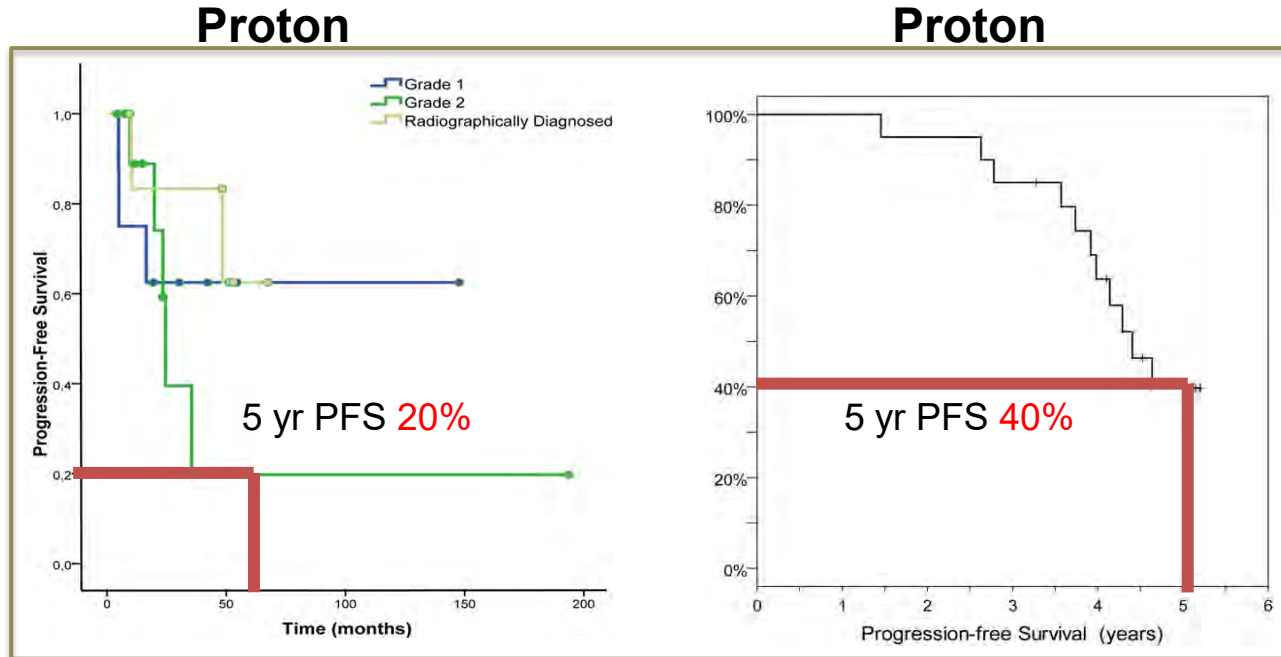 Proton
Proton
Grade 1
Grade 2
Radiographically Diagnosed
1,0
0,8
0,6
0,4
0,2
0,0
Progression-Free Survival
5 yr PFS 20%
0 50 100 150 200
Time (months)
100%
80%
60%
40%
20%
0%
5 yr PFS 40%
0 1 2 3 4 5 6
Progression-free Survival (years)